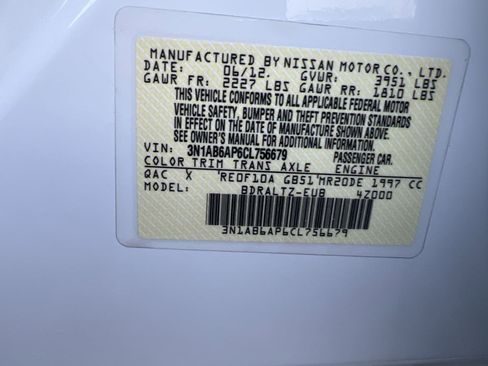 MANUFACTURED BY NISSAN MOTOR CO., LTD.
DATE: 06/12. GVWR: 3951 LBS
GAWR FR: 2227 LBS GAWR RR: 1810 LBS
THIS VEHICLE CONFORMS TO ALL APPLICABLE FEDERAL MOTOR
VEHICLE SAFETY, BUMPER AND THEFT PREVENTION STANDARDS
IN EFFECT ON THE DATE OF MANUFACTURE SHOWN ABOVE.
SEE OWNER'S MANUAL FOR ADDITIONAL INFORMATION.
VIN: 3N1AB6AP6CL756679 PASSENGER CAR.
COLOR TRIM TRANS AXLE ENGINE
QAC X RE0F10A GB51 MR20DE 1997 CC
MODEL: BDRALTZ-EUB 4Z000
3N1AB6AP6CL756679